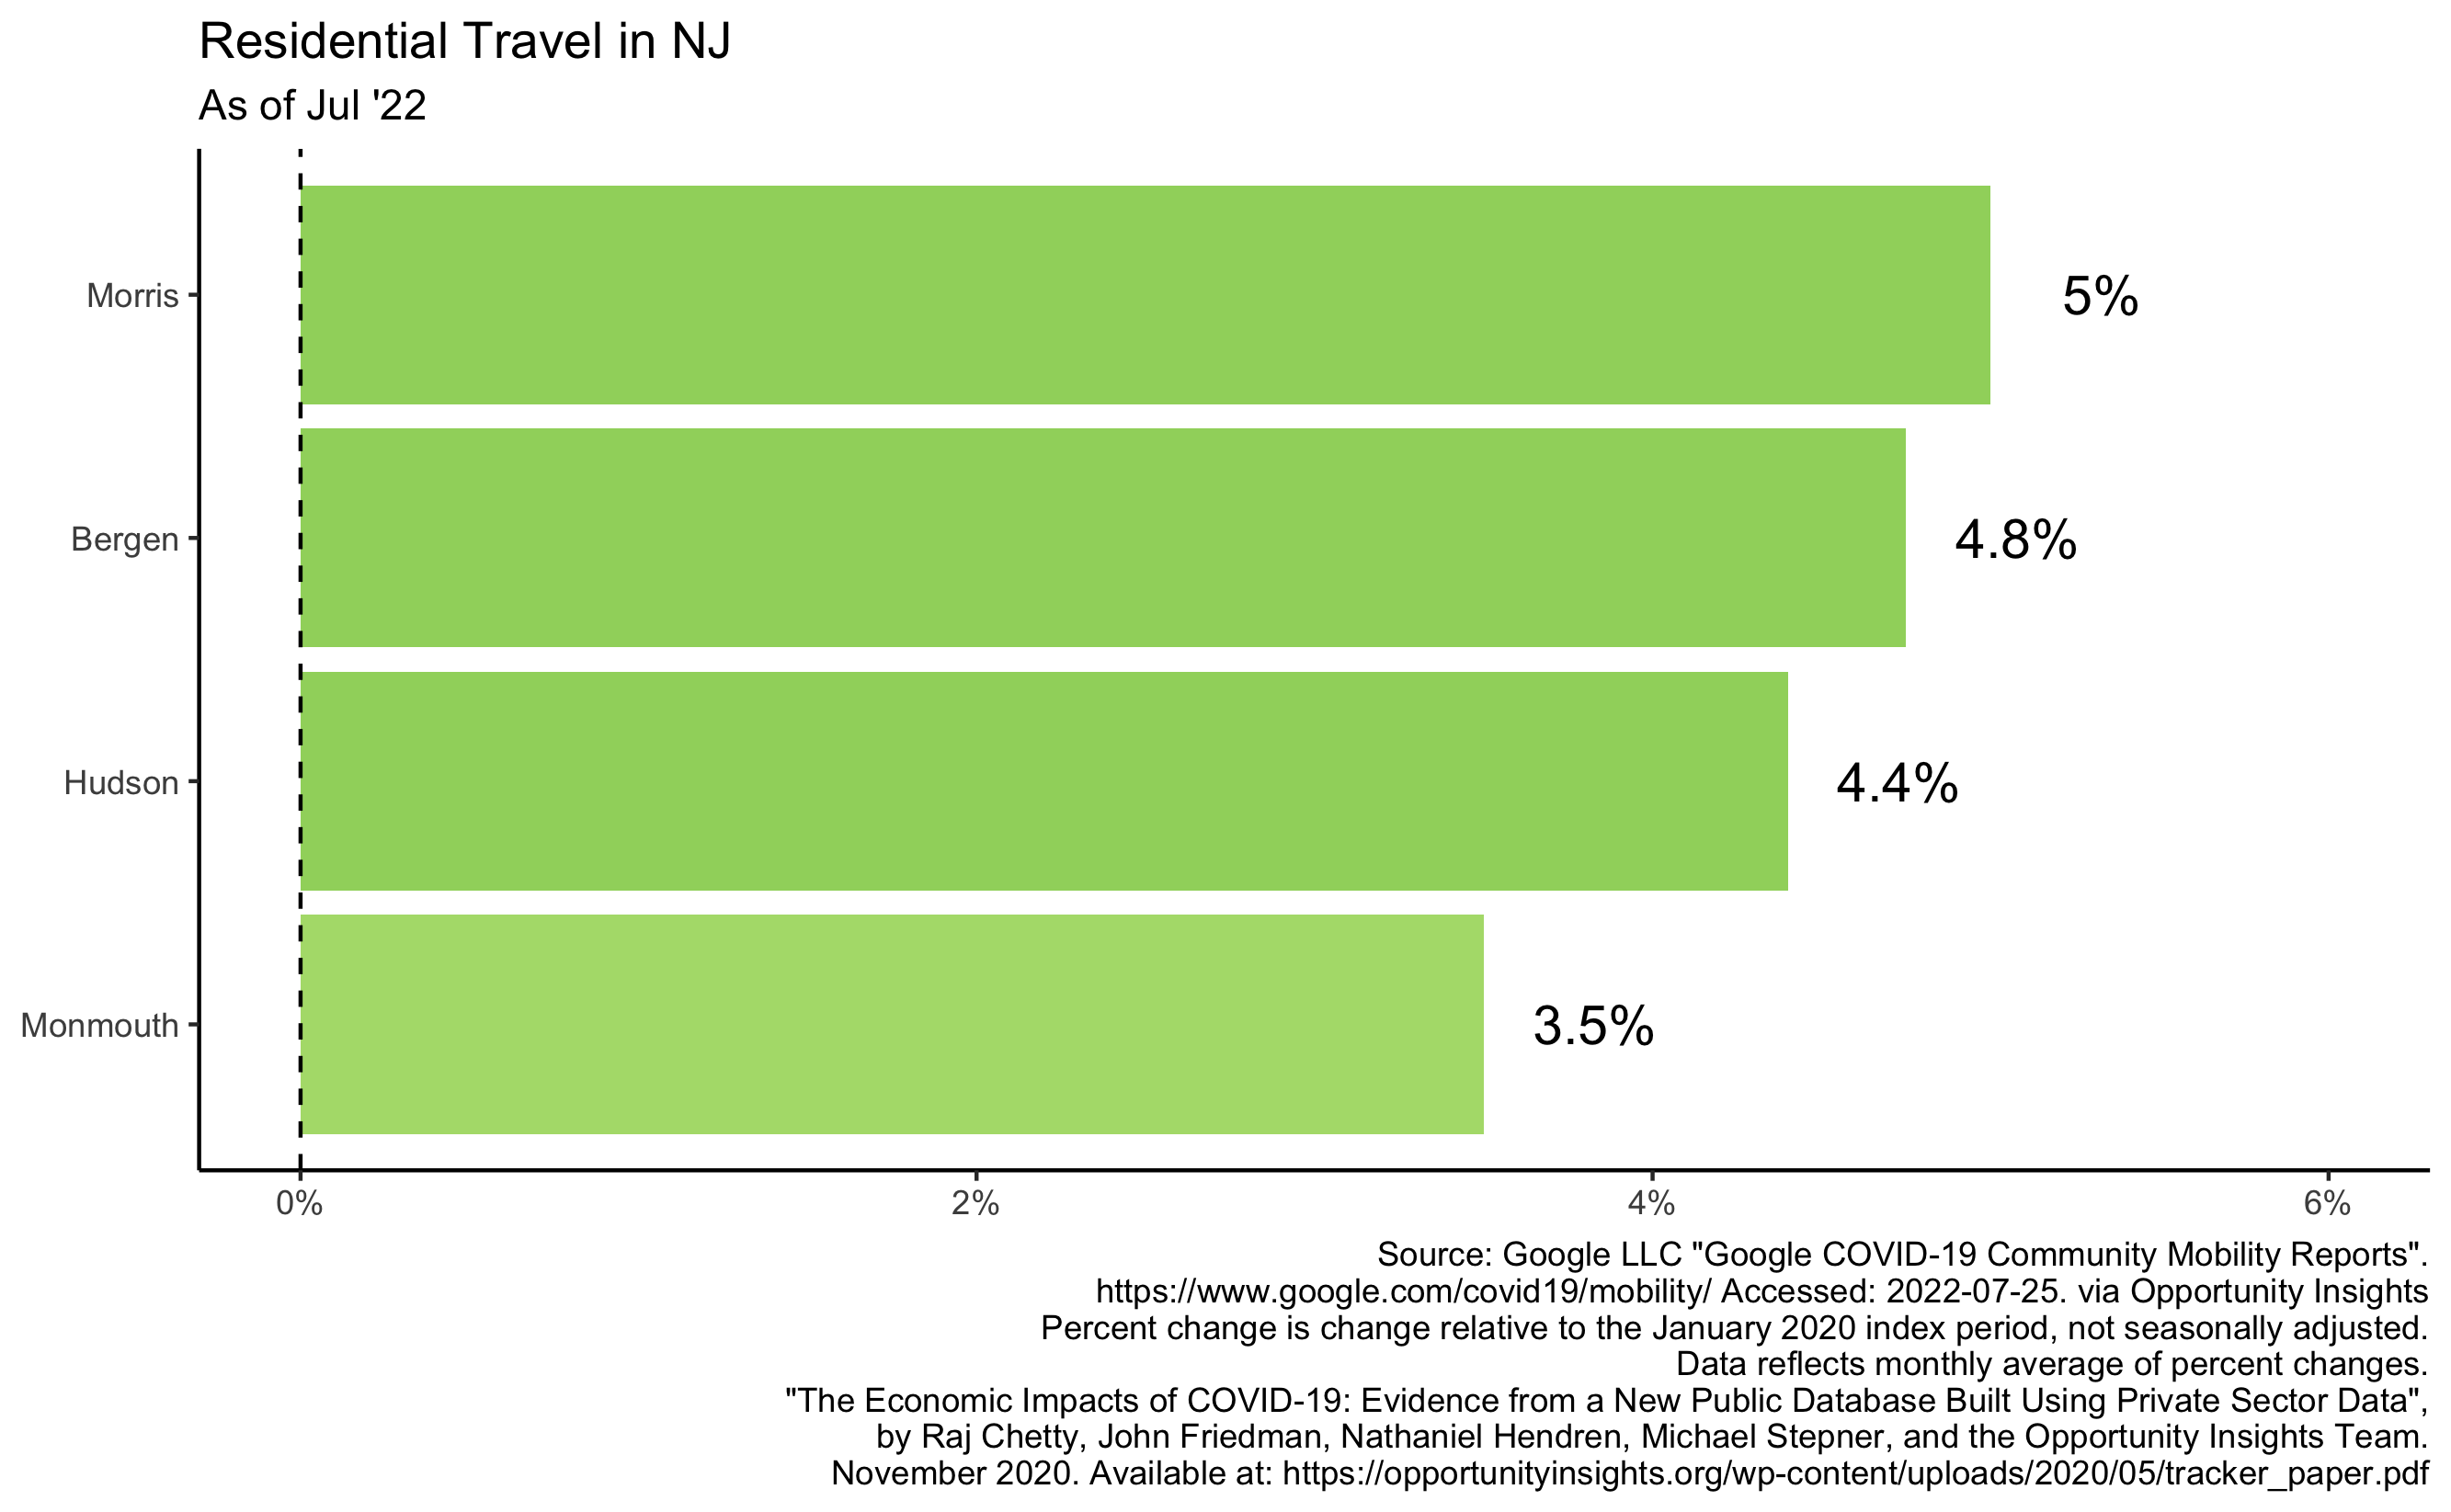 Residential Travel in NJ
As of Jul '22
Morris
5%
Bergen
4.8%
Hudson
4.4%
Monmouth
3.5%
0%
2%
4%
6%
Source: Google LLC "Google COVID-19 Community Mobility Reports".
https://www.google.com/covid19/mobility/ Accessed: 2022-07-25. via Opportunity Insights
Percent change is change relative to the January 2020 index period, not seasonally adjusted.
Data reflects monthly average of percent changes.
"The Economic Impacts of COVID-19: Evidence from a New Public Database Built Using Private Sector Data",
by Raj Chetty, John Friedman, Nathaniel Hendren, Michael Stepner, and the Opportunity Insights Team.
November 2020. Available at: https://opportunityinsights.org/wp-content/uploads/2020/05/tracker_paper.pdf